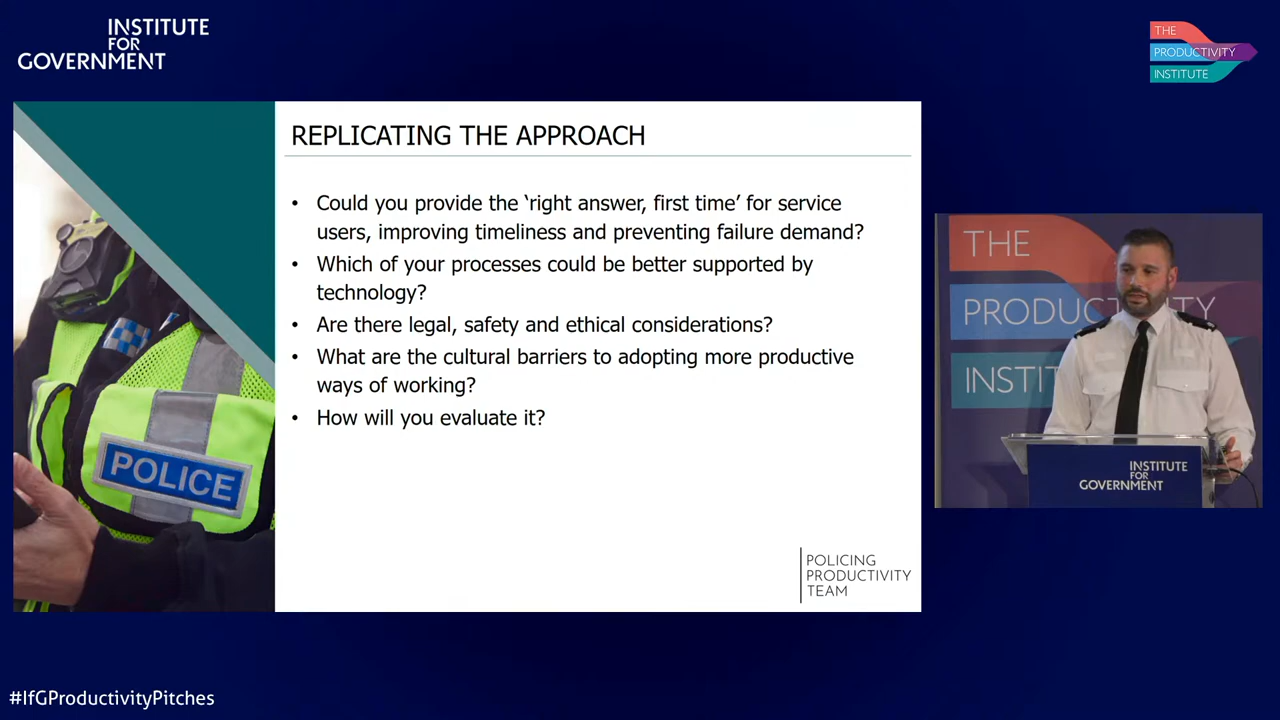 INSTITUTE
FOR
GOVERNMENT
THE
PRODUCTIVITY
INSTITUTE
REPLICATING THE APPROACH
• Could you provide the ‘right answer, first time’ for service
users, improving timeliness and preventing failure demand?
• Which of your processes could be better supported by
technology?
• Are there legal, safety and ethical considerations?
• What are the cultural barriers to adopting more productive
ways of working?
• How will you evaluate it?
POLICE
POLICING
PRODUCTIVITY
TEAM
THE
PRODUCTIVITY
INSTIT
INSTITUTE
FOR
GOVERNMENT
#IfGProductivityPitches